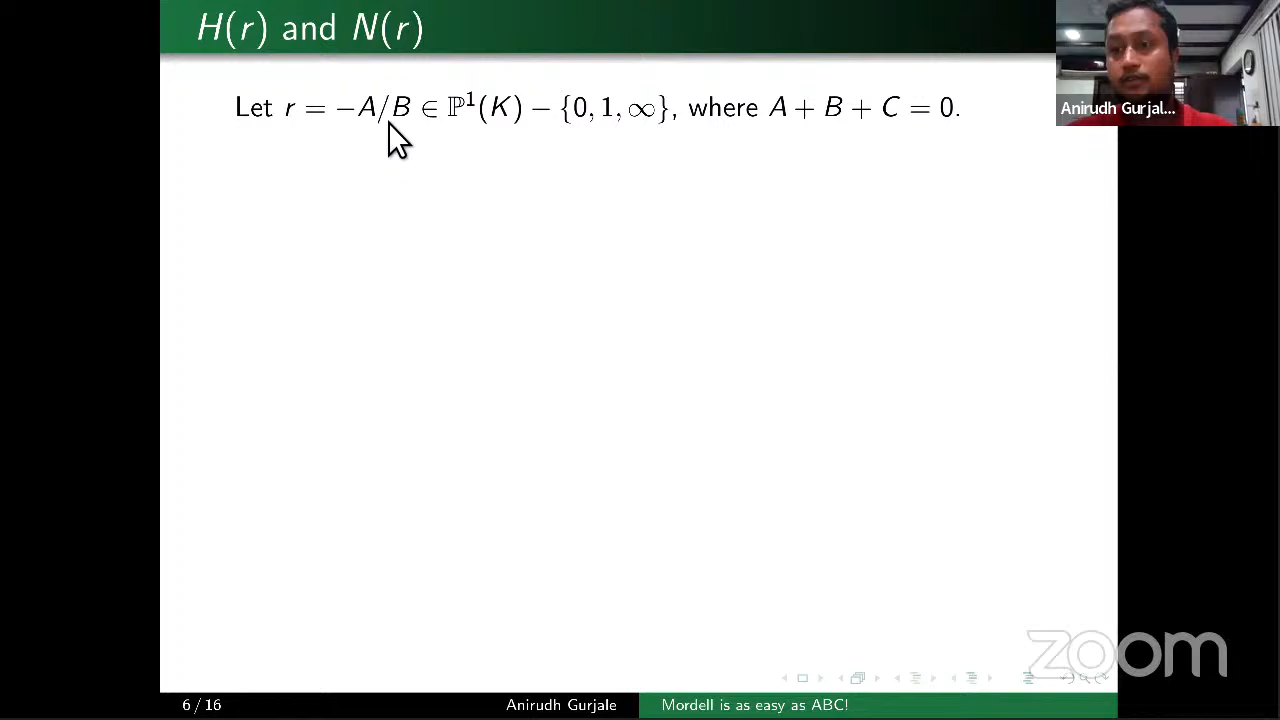 H(r) and N(r)
Let r = −A/B ∈ ℙ¹(K) − {0, 1, ∞}, where A + B + C = 0.
Anirudh Gurjal...
zoom
6 / 16
Anirudh Gurjale
Mordell is as easy as ABC!